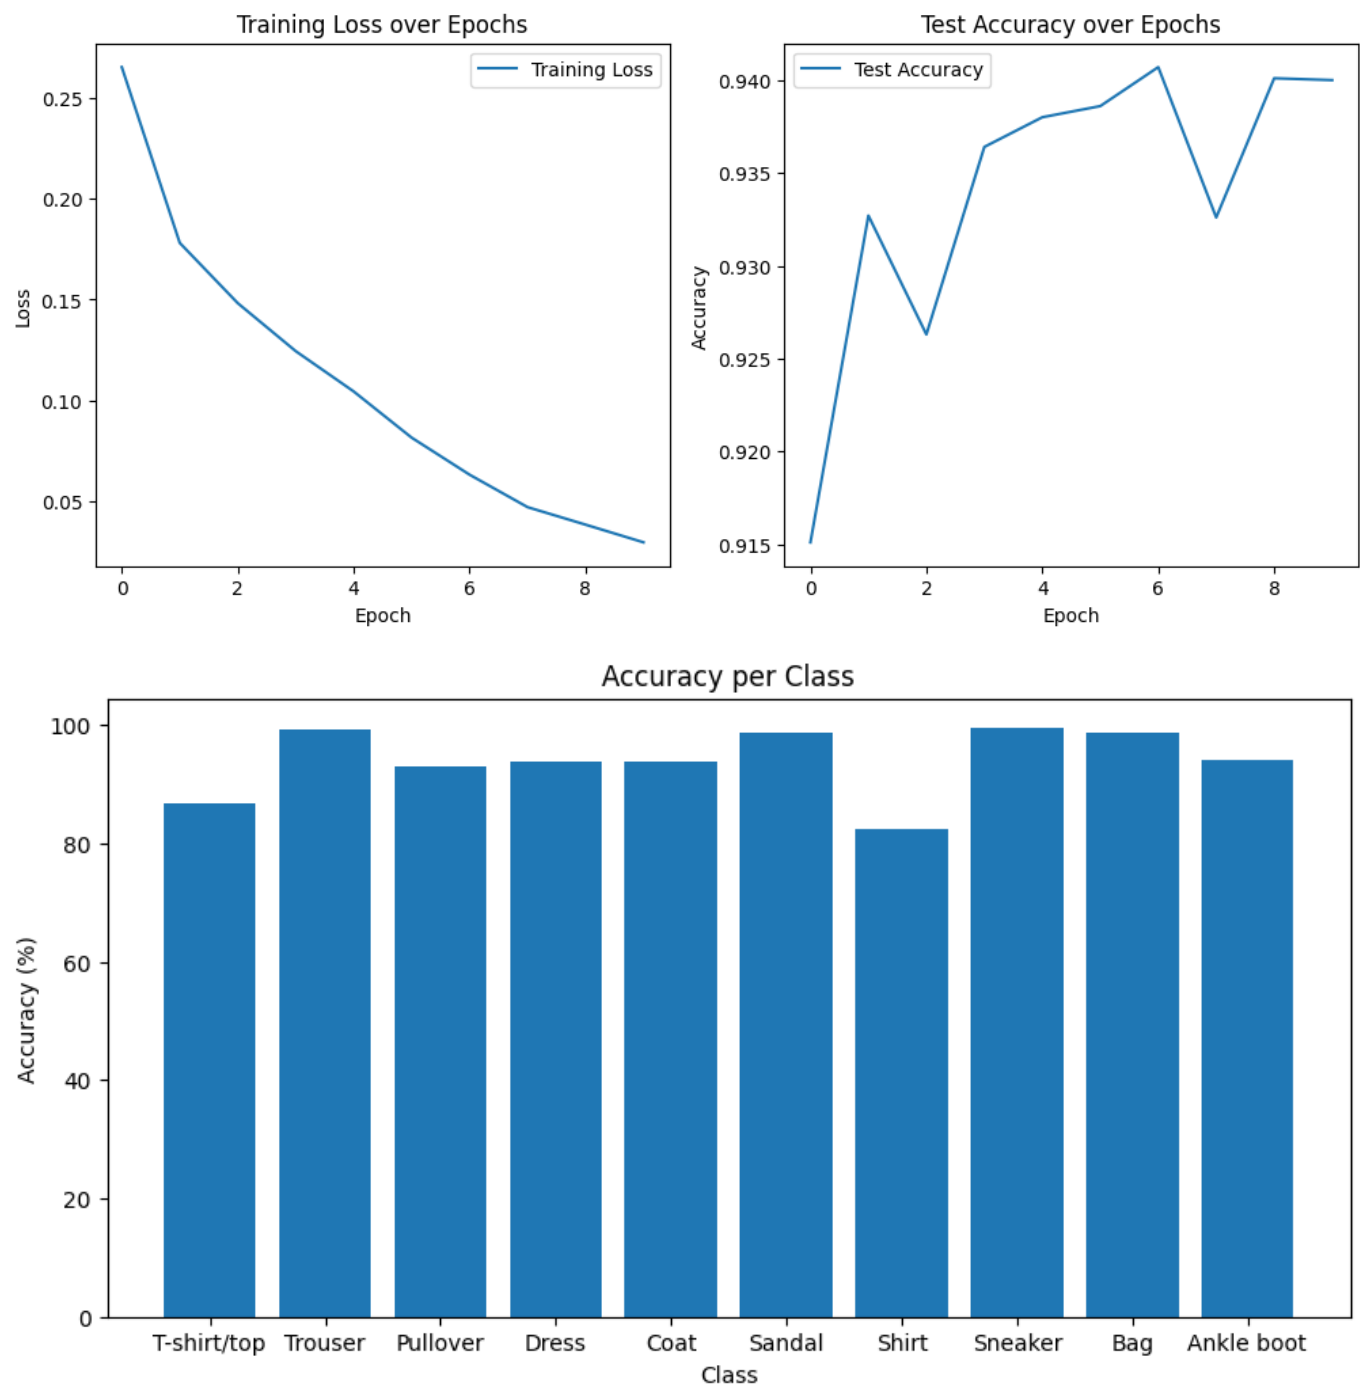 Training Loss over Epochs
Training Loss
0.25
0.20
0.15
0.10
0.05
Loss
0 2 4 6 8
Epoch
Test Accuracy over Epochs
Test Accuracy
0.940
0.935
0.930
0.925
0.920
0.915
Accuracy
0 2 4 6 8
Epoch
Accuracy per Class
100
80
60
40
20
0
Accuracy (%)
T-shirt/top Trouser Pullover Dress Coat Sandal Shirt Sneaker Bag Ankle boot
Class